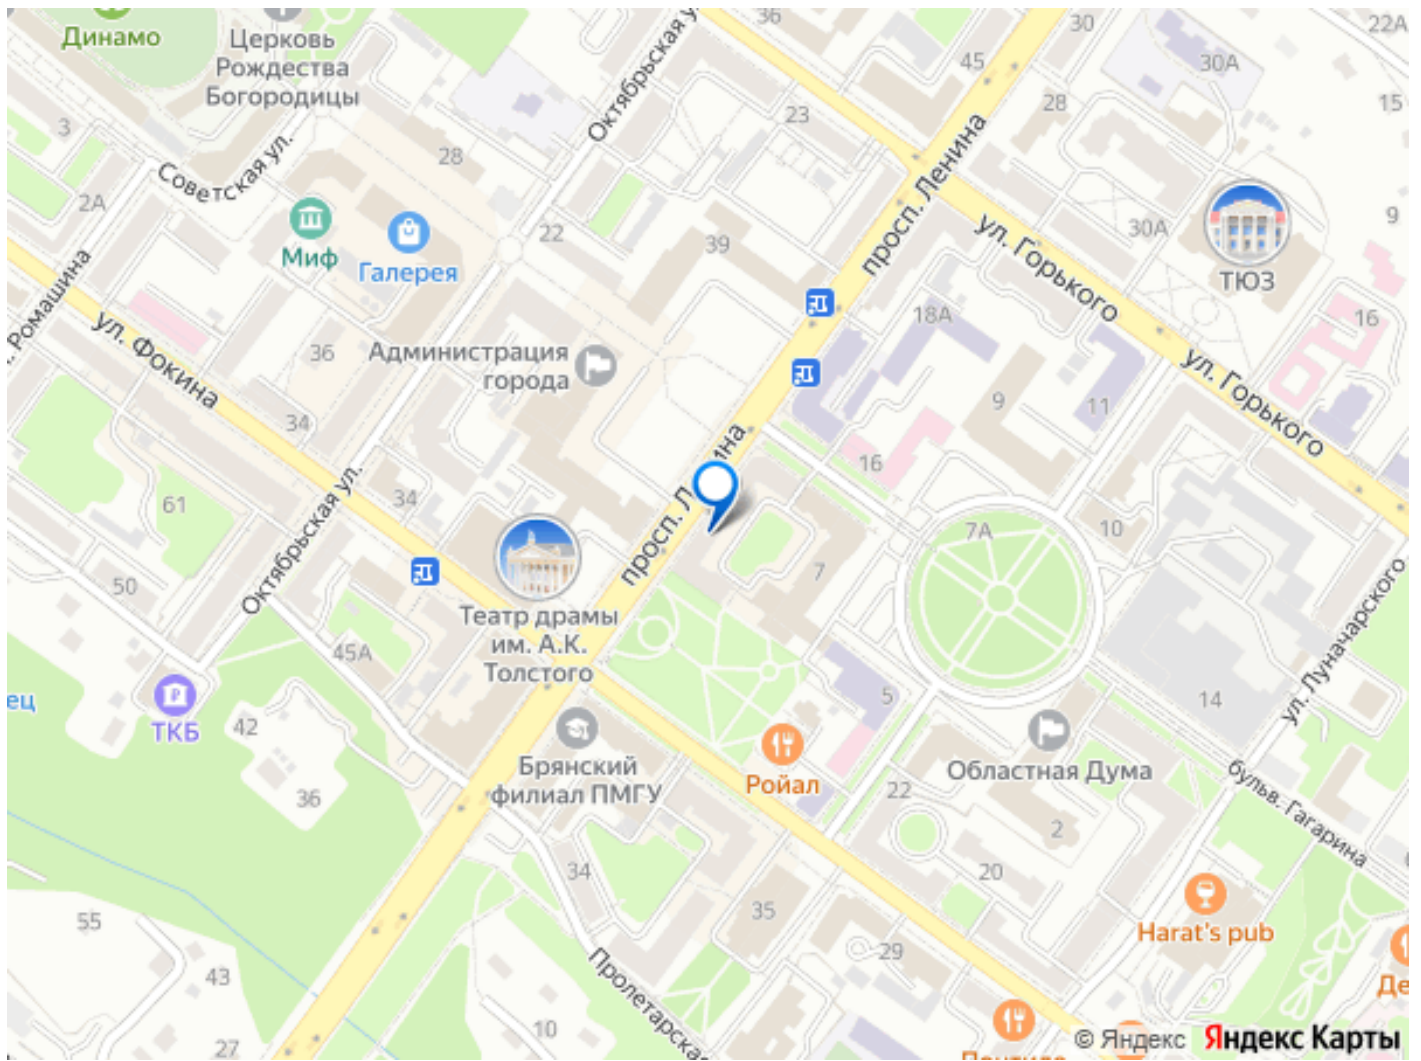 Динамо
Церковь
Рождества
Богородицы
Октябрьская у
36
30
22А
45
30А
23
28
15
3
Советская ул.
28
2А
Миф
Галерея
22
39
просп. Ленина
ул. Горького
30А
9
ТЮЗ
Ромашина
ул. Фокина
36
Администрация
города
18А
16
ул. Горького
34
9
11
16
61
34
Октябрьская ул.
просп. Л
ина
50
7А
10
7
45А
Театр драмы
им. А.К.
Толстого
ул. Луначарского
ец
ТКБ
42
5
14
Брянский
филиал ПМГУ
Ройал
Областная Дума
36
22
2
бульв. Гагарина
34
20
35
Harat's pub
55
29
43
Пролетарская
Де
10
27
© Яндекс Яндекс Карты